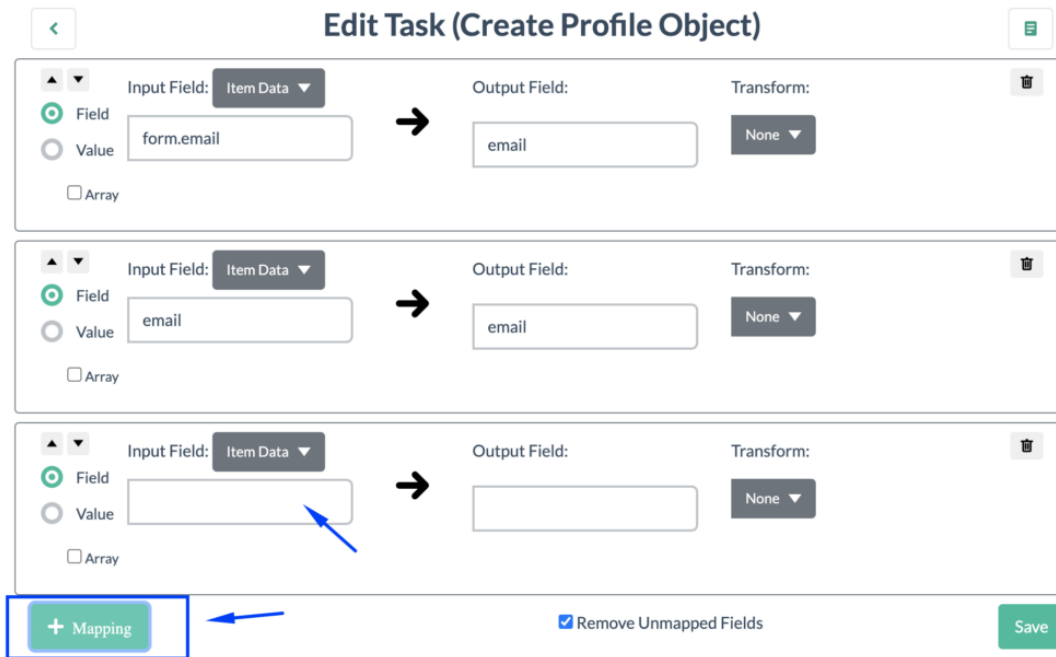 Edit Task (Create Profile Object)
Input Field: Item Data Output Field: Transform:
Field
form.email email None
Value
Array
Input Field: Item Data Output Field: Transform:
Field
email email None
Value
Array
Input Field: Item Data Output Field: Transform:
Field
None
Value
Array
+ Mapping Remove Unmapped Fields Save